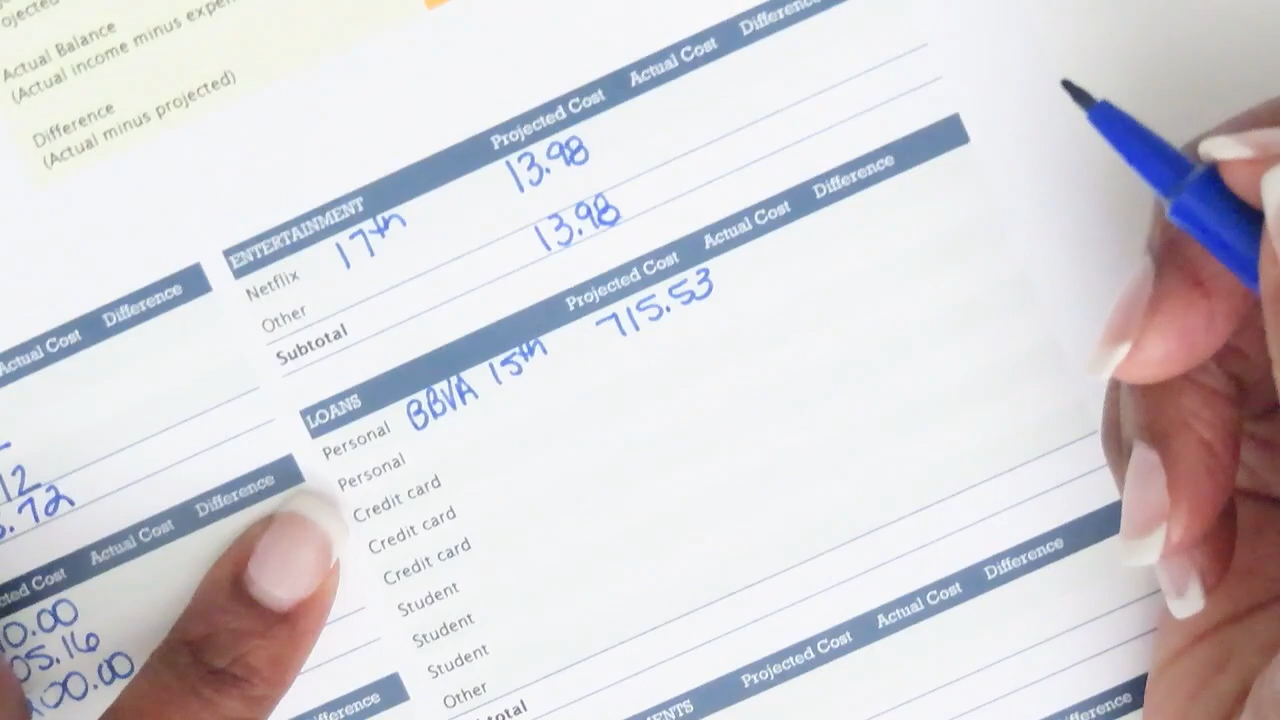 Actual Balance
(Actual income minus
Difference
(Actual minus projected)
ENTERTAINMENT Projected Cost Actual Cost Difference
Netflix 17th 13.98
Other
Subtotal 13.98
LOANS Projected Cost Actual Cost Difference
Personal BBVA 15th 715.53
Personal
Credit card
Credit card
Credit card
Student
Student
Student
Other
Projected Cost Actual Cost Difference
Actual Cost Difference
12
.72
Cost Actual Cost Difference
0.00
05.16
00.00